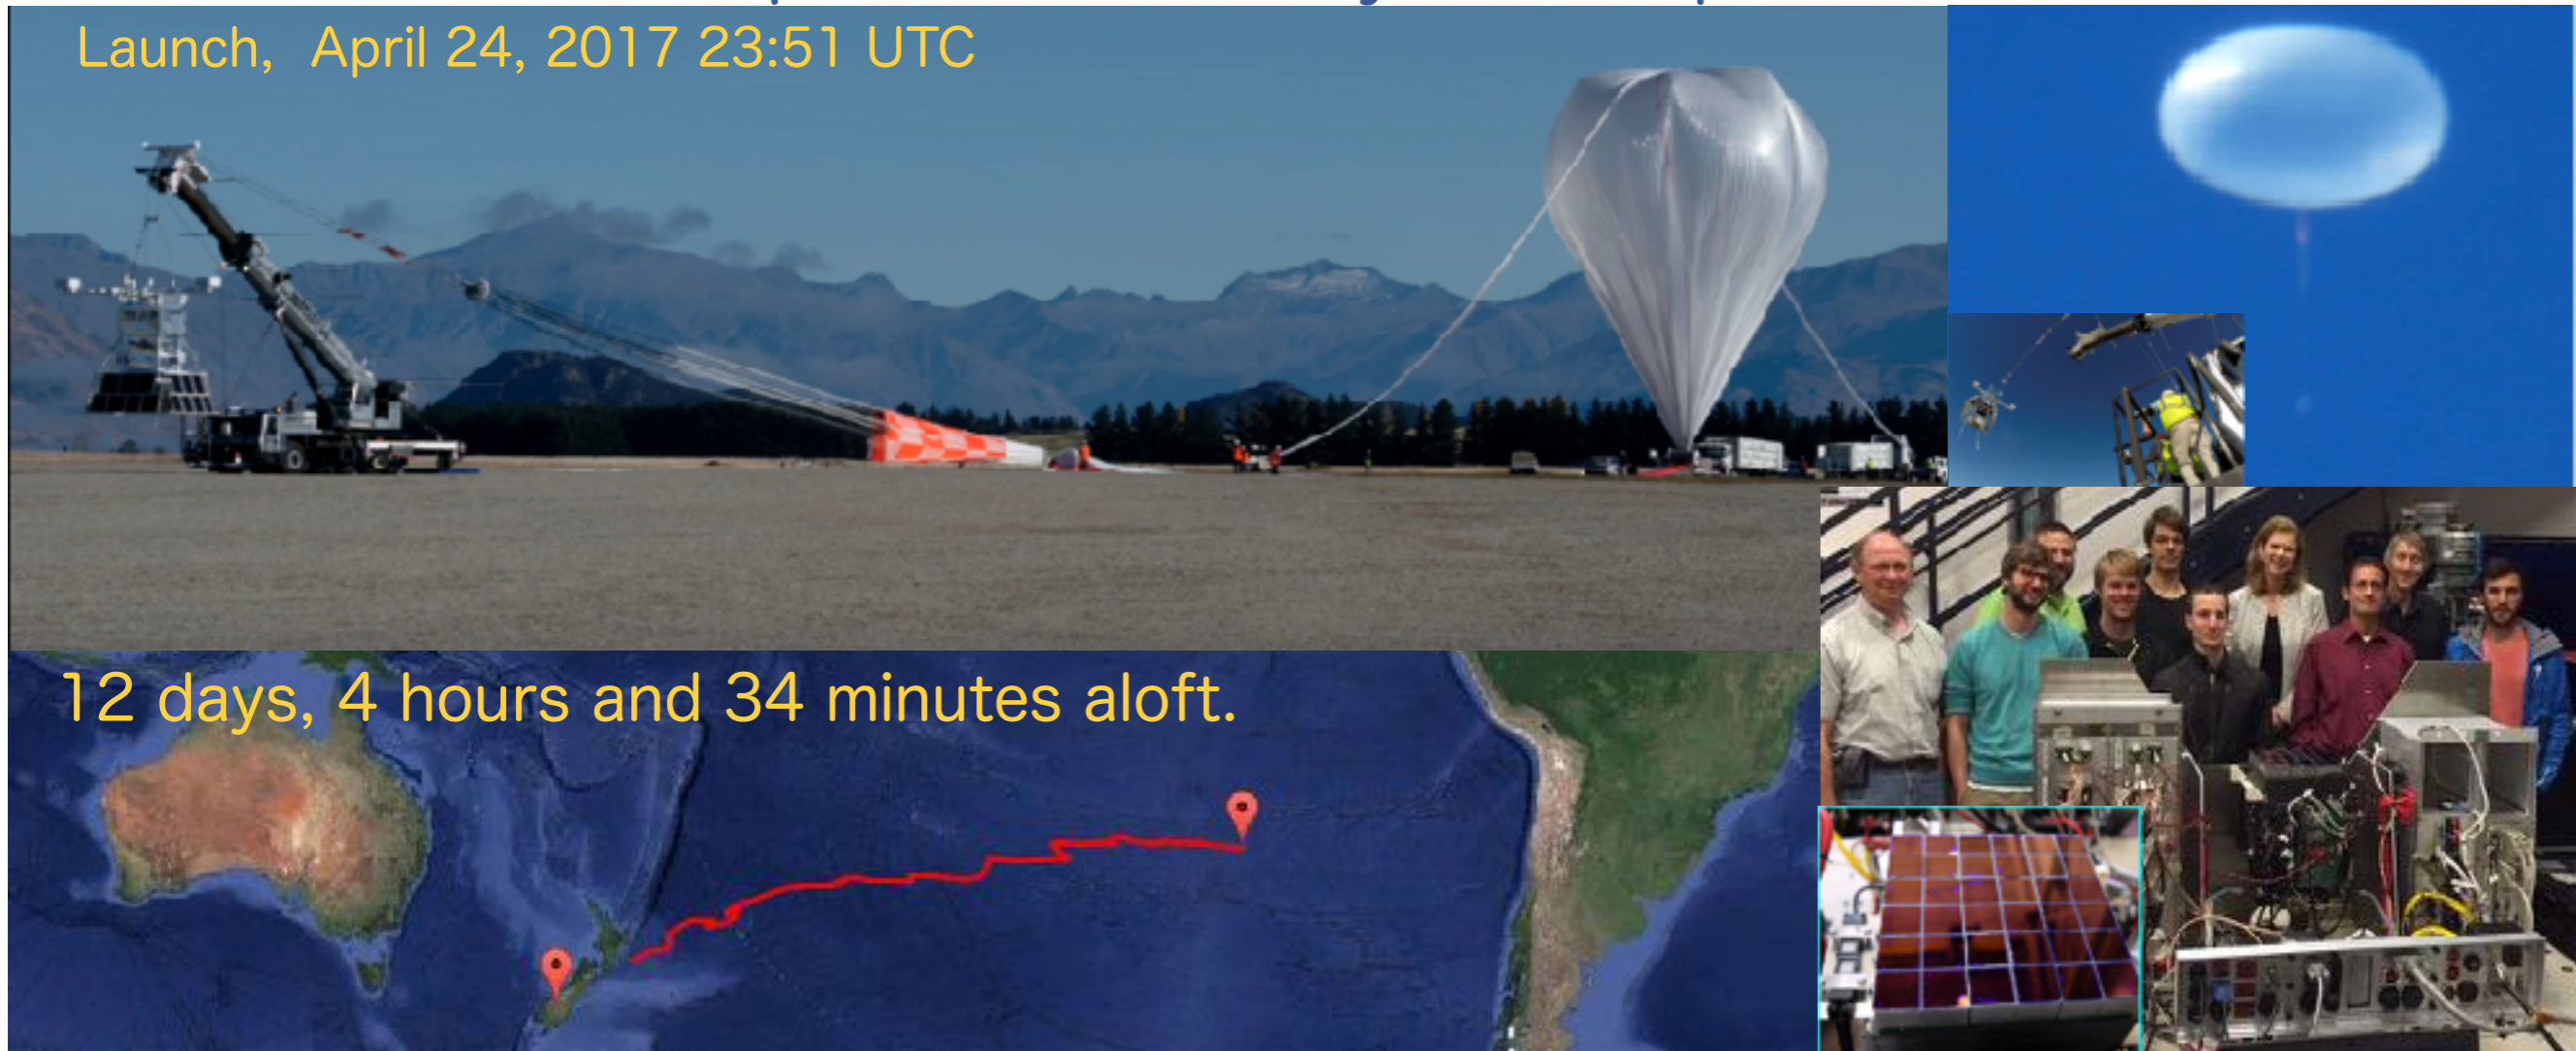 Launch, April 24, 2017 23:51 UTC
12 days, 4 hours and 34 minutes aloft.